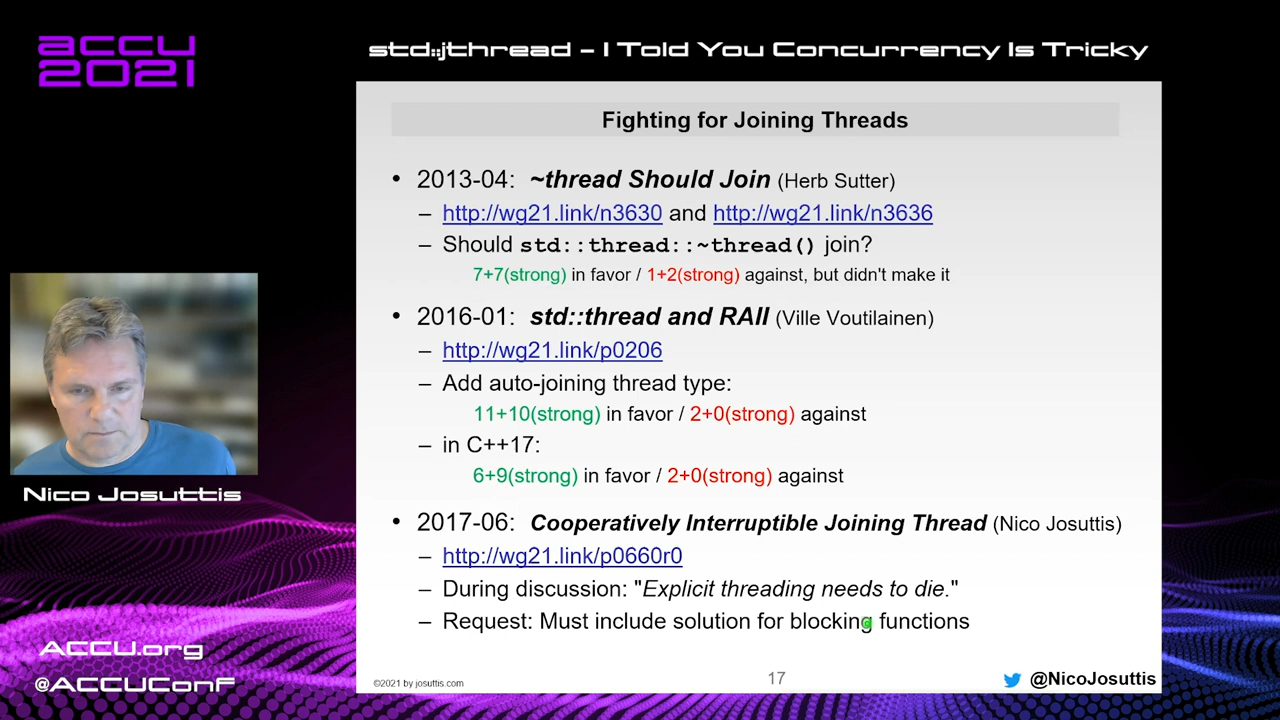 accu
2021
std::jthread – I Told You Concurrency Is Tricky
Fighting for Joining Threads
• 2013-04: ~thread Should Join (Herb Sutter)
– http://wg21.link/n3630 and http://wg21.link/n3636
– Should std::thread::~thread() join?
7+7(strong) in favor / 1+2(strong) against, but didn't make it
• 2016-01: std::thread and RAII (Ville Voutilainen)
– http://wg21.link/p0206
– Add auto-joining thread type:
11+10(strong) in favor / 2+0(strong) against
– in C++17:
6+9(strong) in favor / 2+0(strong) against
• 2017-06: Cooperatively Interruptible Joining Thread (Nico Josuttis)
– http://wg21.link/p0660r0
– During discussion: "Explicit threading needs to die."
– Request: Must include solution for blocking functions
©2021 by josuttis.com
17
@NicoJosuttis
Nico Josuttis
ACCU.org
@ACCUConf